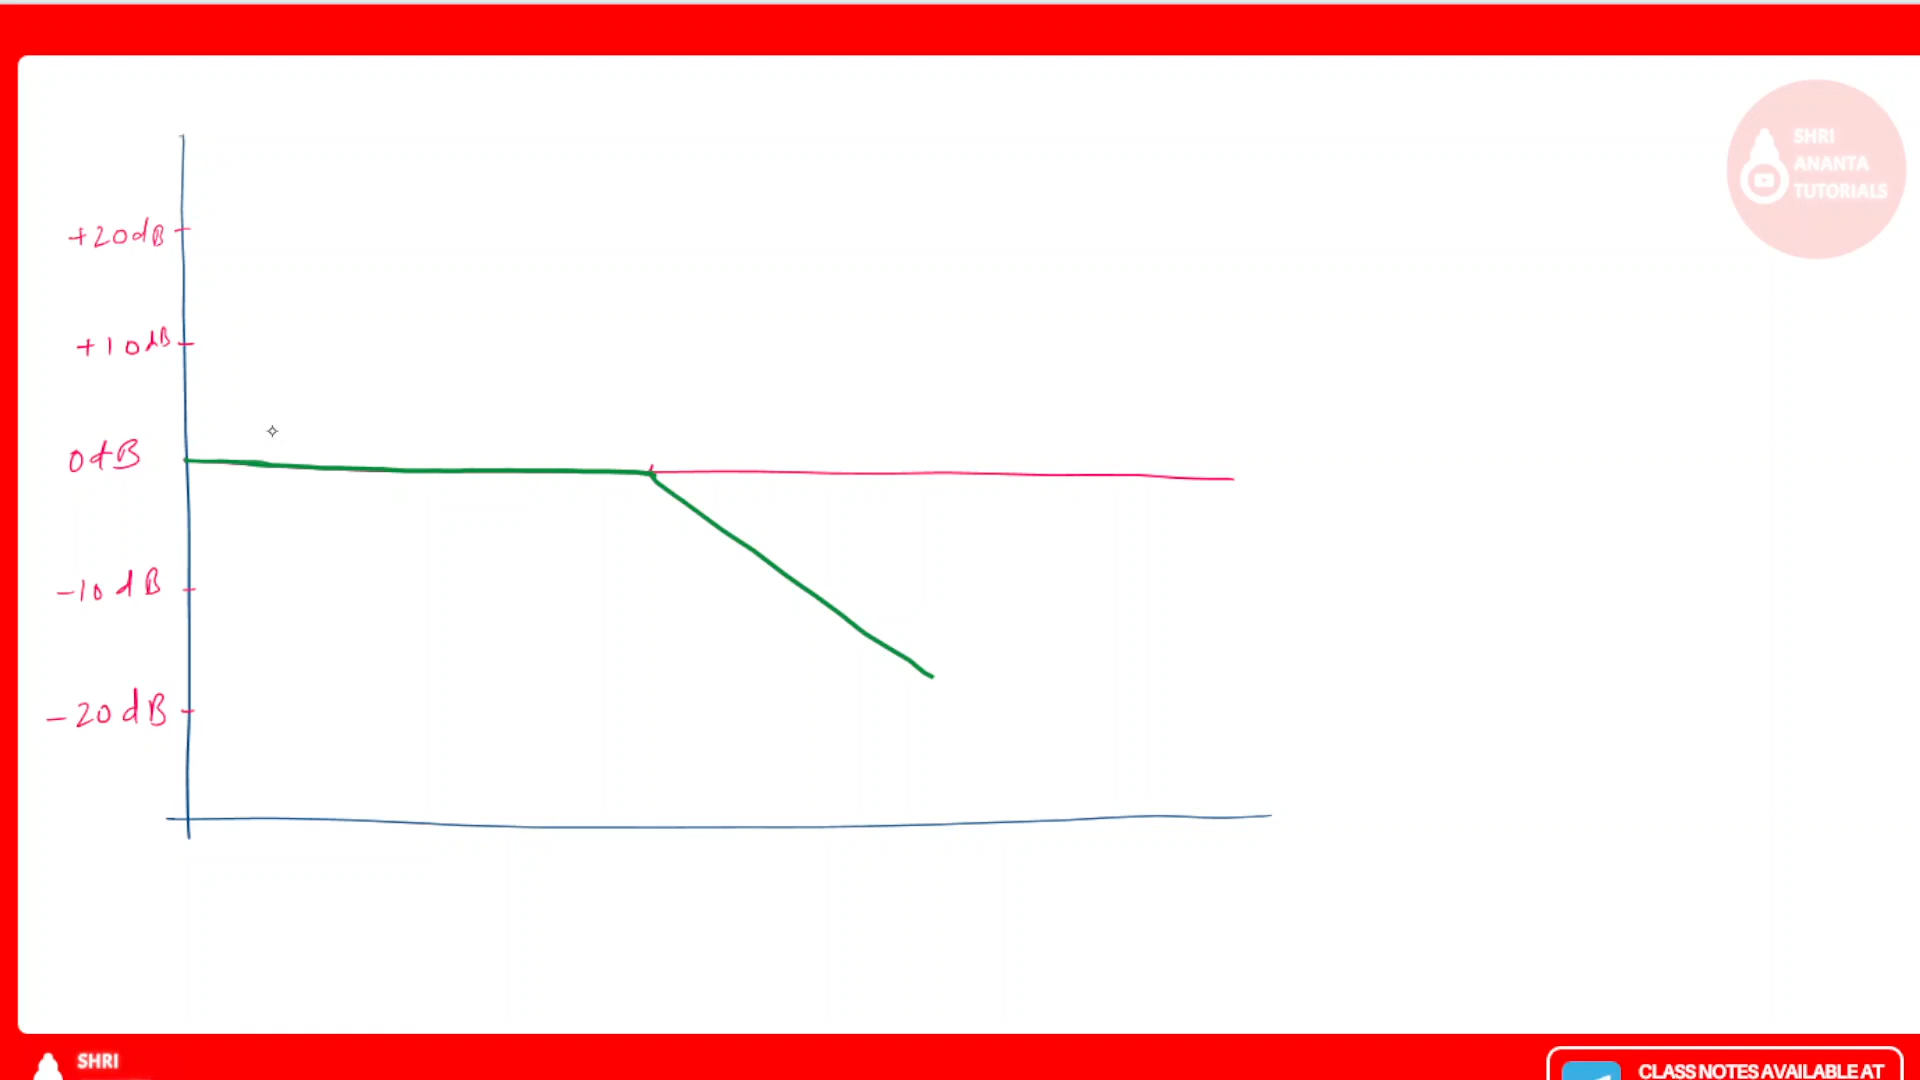 SHRI
ANANTA
TUTORIALS
+20dB
+10dB
0dB
-10dB
-20dB
SHRI
CLASS NOTES AVAILABLE AT